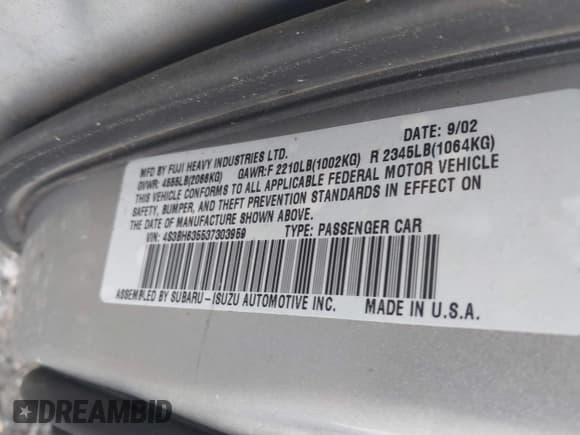 MFD BY FUJI HEAVY INDUSTRIES LTD. DATE: 9/02
GVWR: 4555LB(2066KG) GAWR:F 2210LB(1002KG) R 2345LB(1064KG)
THIS VEHICLE CONFORMS TO ALL APPLICABLE FEDERAL MOTOR VEHICLE
SAFETY, BUMPER, AND THEFT PREVENTION STANDARDS IN EFFECT ON
THE DATE OF MANUFACTURE SHOWN ABOVE.
VIN: 4S3BH635537303959 TYPE: PASSENGER CAR
ASSEMBLED BY SUBARU-ISUZU AUTOMOTIVE INC. MADE IN U.S.A.
DREAMBID